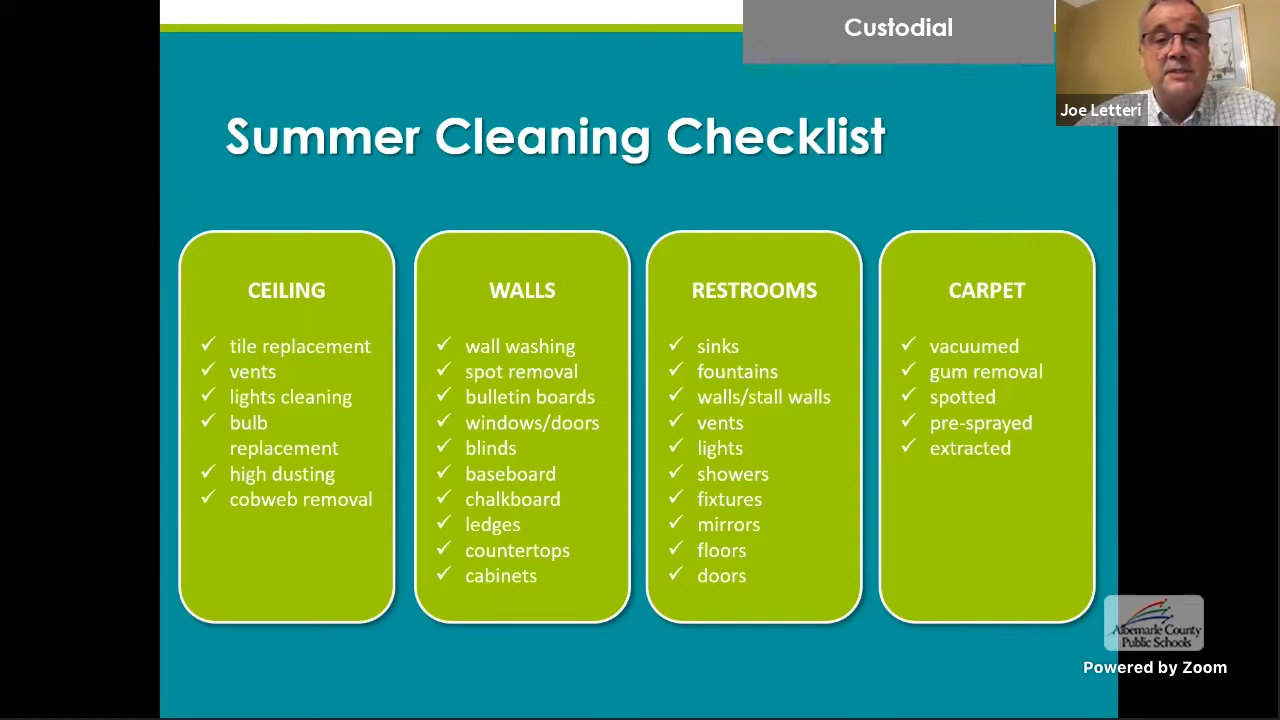 Custodial
Joe Letteri
Summer Cleaning Checklist
CEILING
tile replacement
vents
lights cleaning
bulb
replacement
high dusting
cobweb removal
WALLS
wall washing
spot removal
bulletin boards
windows/doors
blinds
baseboard
chalkboard
ledges
countertops
cabinets
RESTROOMS
sinks
fountains
walls/stall walls
vents
lights
showers
fixtures
mirrors
floors
doors
CARPET
vacuumed
gum removal
spotted
pre-sprayed
extracted
Albemarle County
Public Schools
Powered by Zoom